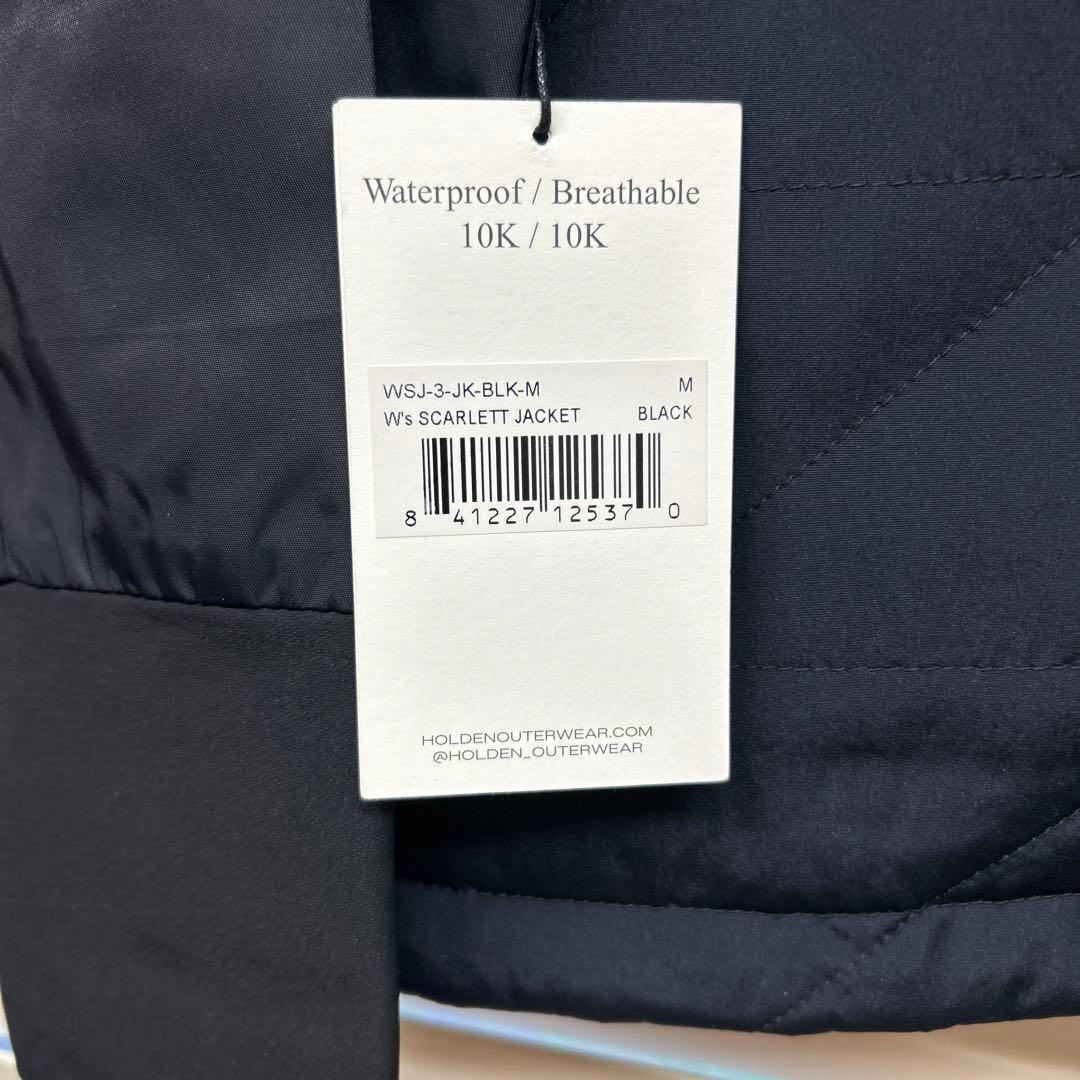 Waterproof / Breathable
10K / 10K
WSJ-3-JK-BLK-M M
W's SCARLETT JACKET BLACK
8 41227 12537 0
HOLDENOUTERWEAR.COM
@HOLDEN_OUTERWEAR